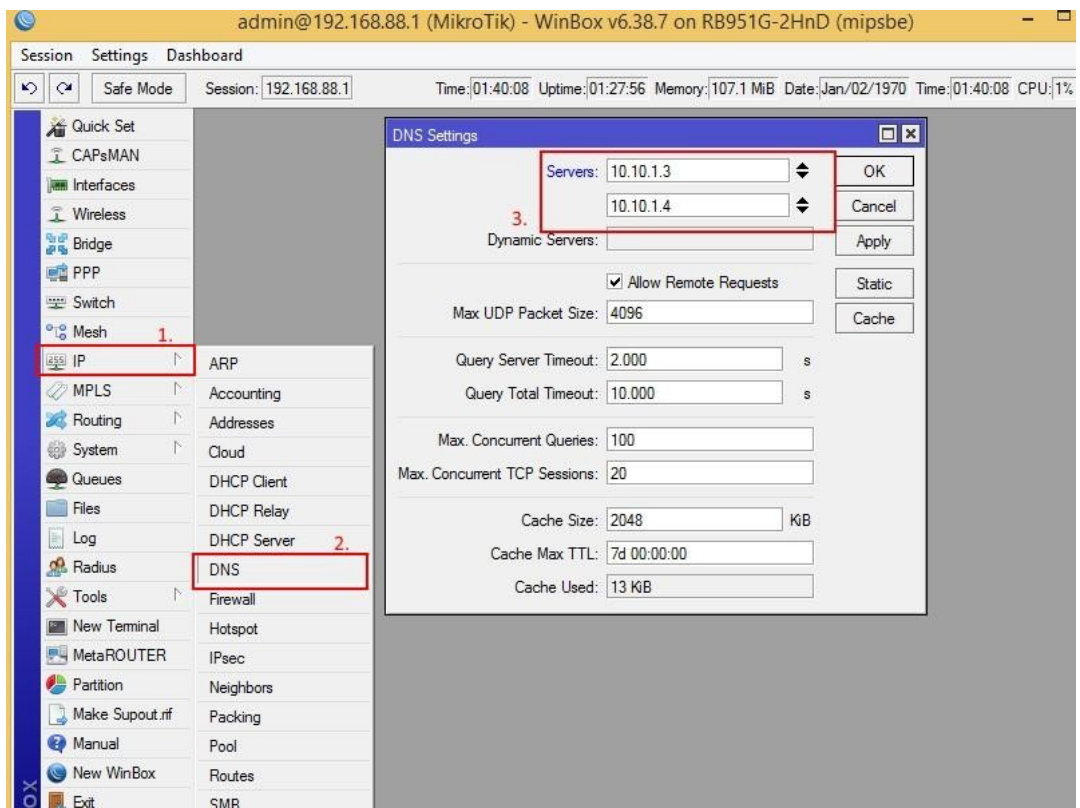 admin@192.168.88.1 (MikroTik) - WinBox v6.38.7 on RB951G-2HnD (mipsbe)
Session Settings Dashboard
Safe Mode Session: 192.168.88.1 Time: 01:40:08 Uptime: 01:27:56 Memory: 107.1 MiB Date: Jan/02/1970 Time: 01:40:08 CPU: 1%
Quick Set
CAPsMAN
Interfaces
Wireless
Bridge
PPP
Switch
Mesh
1.
IP
MPLS
Routing
System
Queues
Files
Log
Radius
Tools
New Terminal
MetaROUTER
Partition
Make Supout.rif
Manual
New WinBox
Exit
ARP
Accounting
Addresses
Cloud
DHCP Client
DHCP Relay
DHCP Server
2.
DNS
Firewall
Hotspot
IPsec
Neighbors
Packing
Pool
Routes
SMB
DNS Settings
Servers: 10.10.1.3
10.10.1.4
3.
Dynamic Servers:
Allow Remote Requests
Max UDP Packet Size: 4096
Query Server Timeout: 2.000 s
Query Total Timeout: 10.000 s
Max. Concurrent Queries: 100
Max. Concurrent TCP Sessions: 20
Cache Size: 2048 KiB
Cache Max TTL: 7d 00:00:00
Cache Used: 13 KiB
OK
Cancel
Apply
Static
Cache